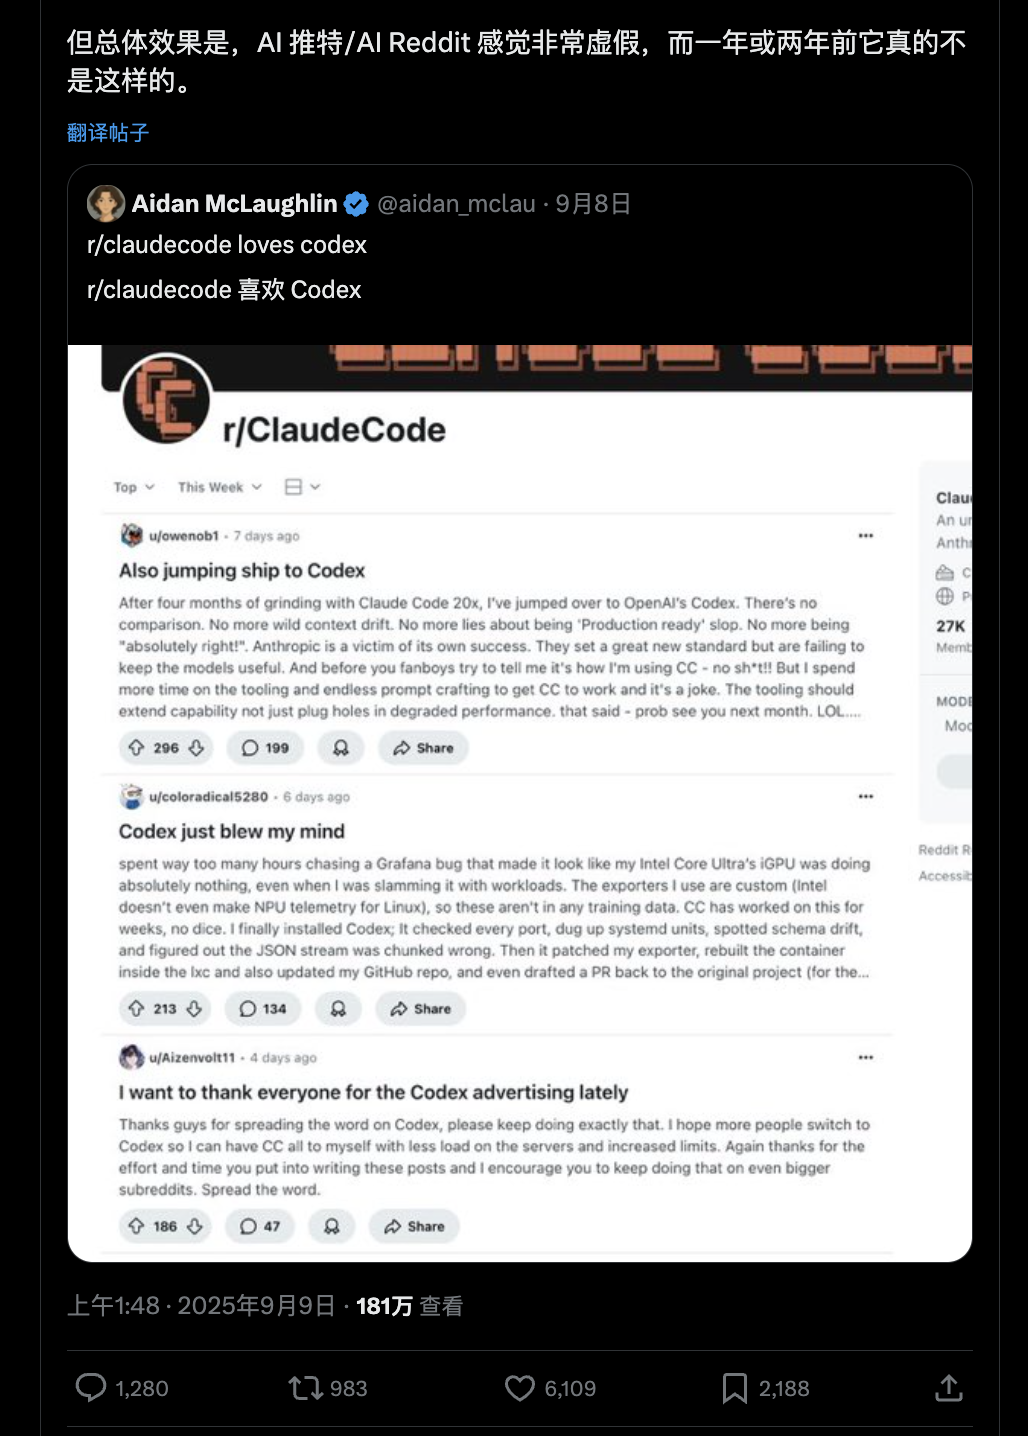 但总体效果是，AI 推特/AI Reddit 感觉非常虚假，而一年或两年前它真的不
是这样的。
翻译帖子
Aidan McLaughlin @aidan_mclau · 9月8日
r/claudecode loves codex
r/claudecode 喜欢 Codex
r/ClaudeCode
Top This Week
u/owenob1 · 7 days ago
Also jumping ship to Codex
After four months of grinding with Claude Code 20x, I've jumped over to OpenAI's Codex. There's no
comparison. No more wild context drift. No more lies about being 'Production ready' slop. No more being
"absolutely right!". Anthropic is a victim of its own success. They set a great new standard but are failing to
keep the models useful. And before you fanboys try to tell me it's how I'm using CC - no sh*t!! But I spend
more time on the tooling and endless prompt crafting to get CC to work and it's a joke. The tooling should
extend capability not just plug holes in degraded performance. that said - prob see you next month. LOL....
296 199 Share
u/coloradical5280 · 6 days ago
Codex just blew my mind
spent way too many hours chasing a Grafana bug that made it look like my Intel Core Ultra's iGPU was doing
absolutely nothing, even when I was slamming it with workloads. The exporters I use are custom (Intel
doesn't even make NPU telemetry for Linux), so these aren't in any training data. CC has worked on this for
weeks, no dice. I finally installed Codex; It checked every port, dug up systemd units, spotted schema drift,
and figured out the JSON stream was chunked wrong. Then it patched my exporter, rebuilt the container
inside the lxc and also updated my GitHub repo, and even drafted a PR back to the original project (for the...
213 134 Share
u/Aizenvolt11 · 4 days ago
I want to thank everyone for the Codex advertising lately
Thanks guys for spreading the word on Codex, please keep doing exactly that. I hope more people switch to
Codex so I can have CC all to myself with less load on the servers and increased limits. Again thanks for the
effort and time you put into writing these posts and I encourage you to keep doing that on even bigger
subreddits. Spread the word.
186 47 Share
Clau
An un
Anth
C
P
27K
Memb
MODE
Moc
Reddit R
Accessib
上午1:48 · 2025年9月9日 · 181万 查看
1,280 983 6,109 2,188